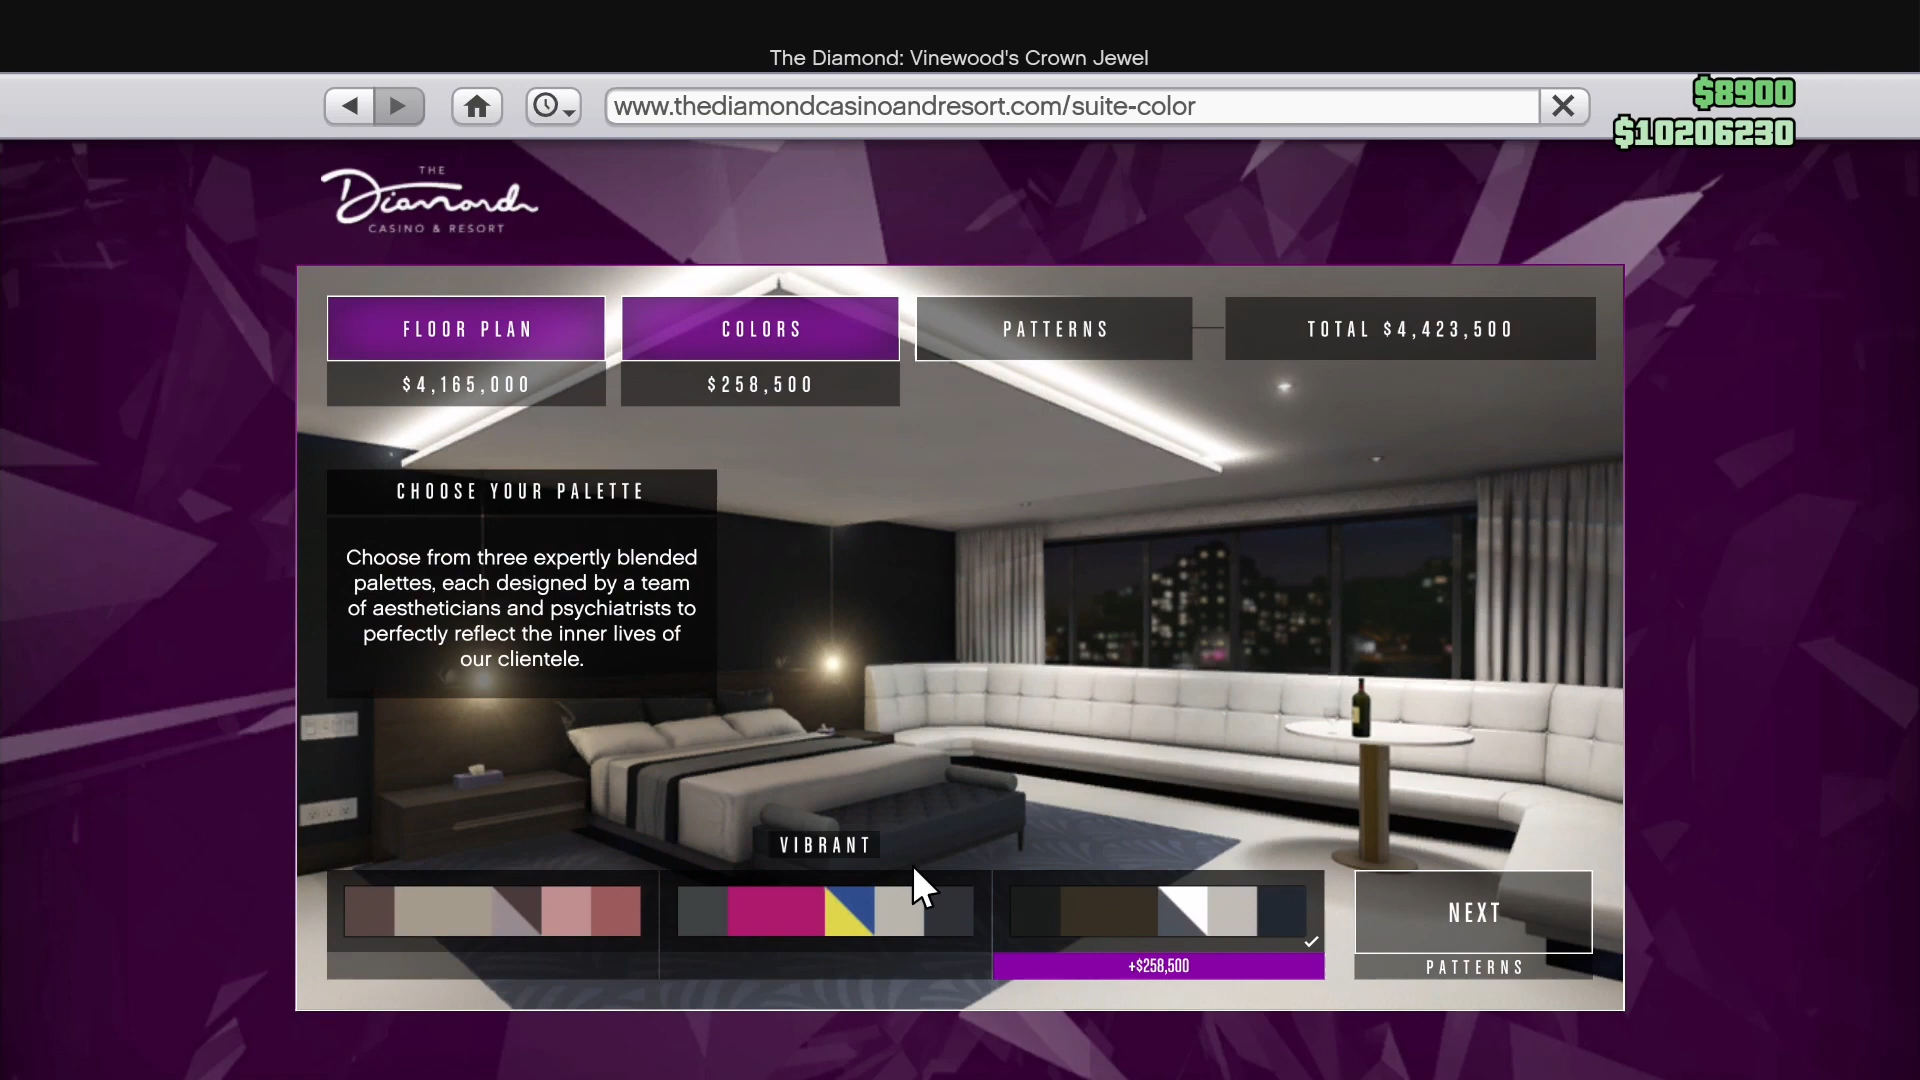 The Diamond: Vinewood's Crown Jewel
www.thediamondcasinoandresort.com/suite-color
$8900
$10206230
THE
Diamond
CASINO & RESORT
FLOOR PLAN
COLORS
PATTERNS
TOTAL $4,423,500
$4,165,000
$258,500
CHOOSE YOUR PALETTE
Choose from three expertly blended
palettes, each designed by a team
of aestheticians and psychiatrists to
perfectly reflect the inner lives of
our clientele.
VIBRANT
NEXT
+$258,500
PATTERNS